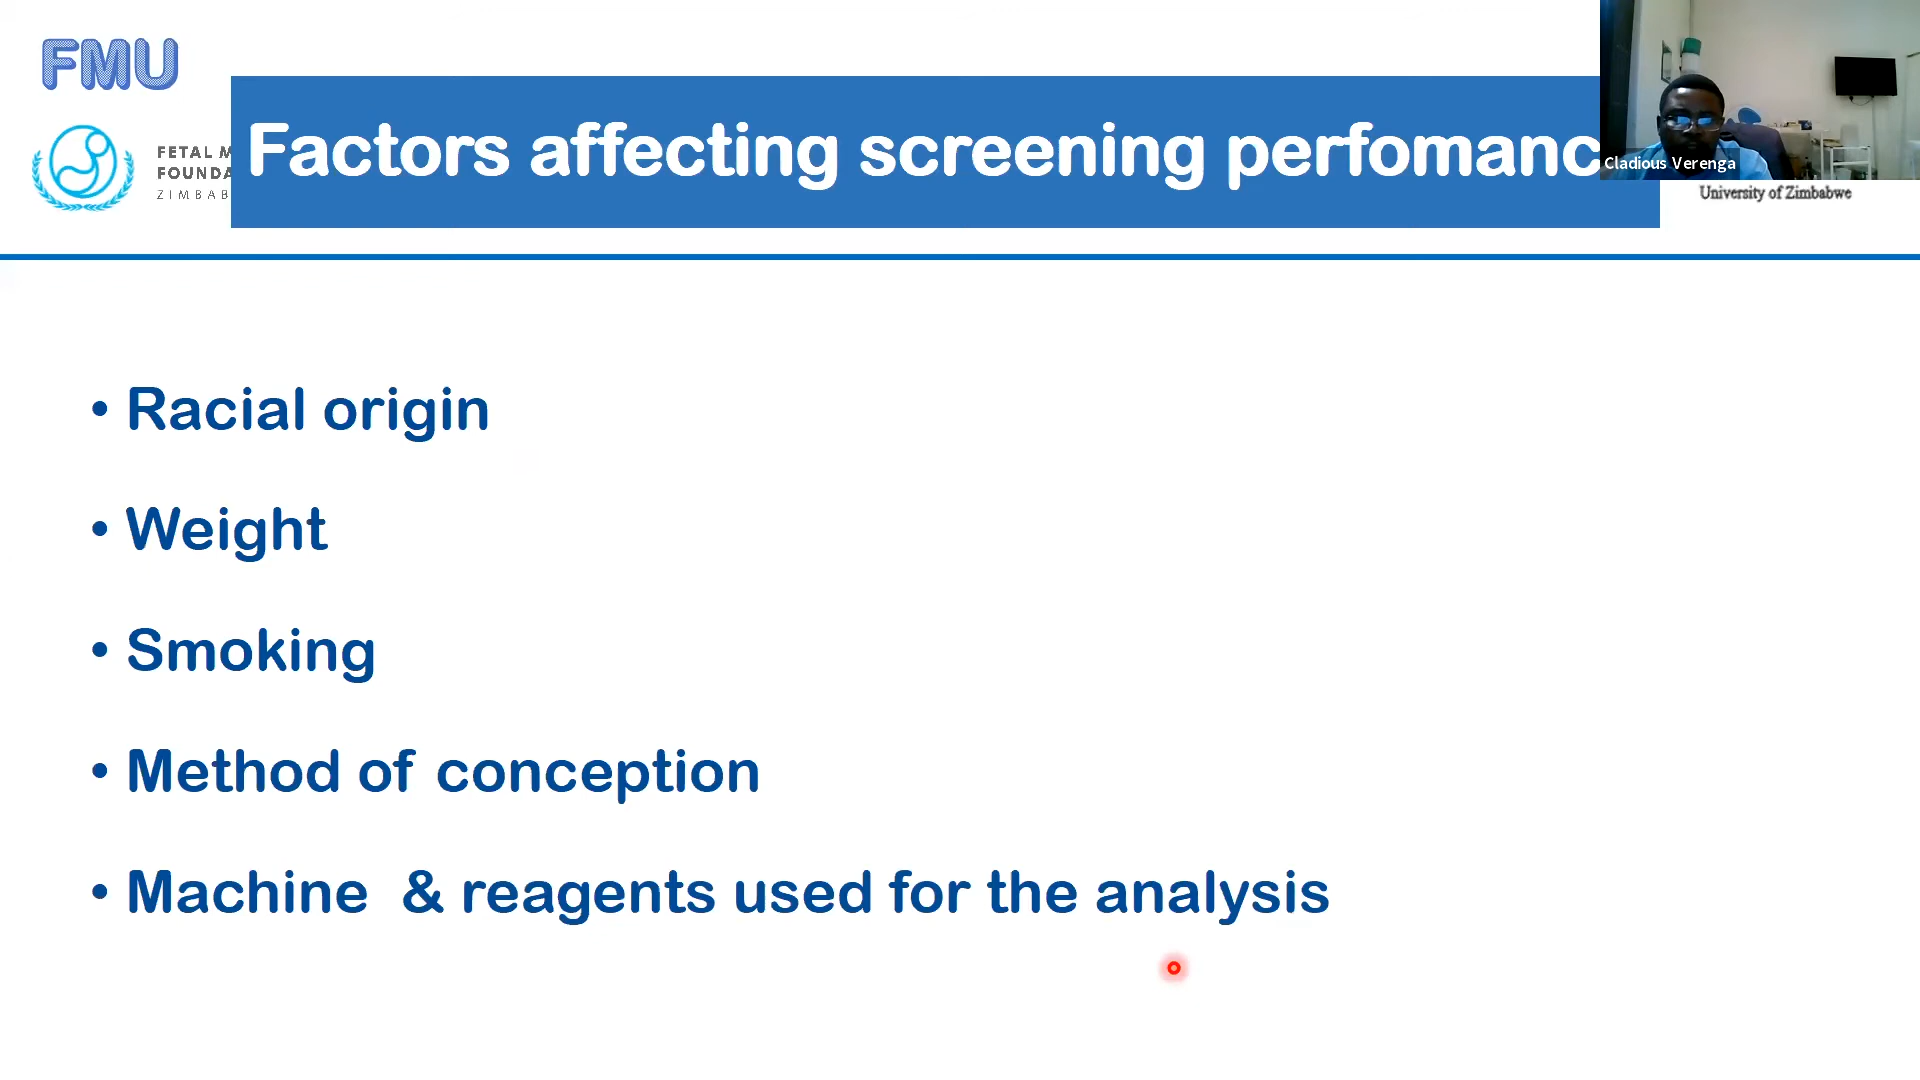 FMU
FETAL M
FOUNDA
ZIMBAB
Factors affecting screening perfomanc
Cladious Verenga
University of Zimbabwe
• Racial origin
• Weight
• Smoking
• Method of conception
• Machine & reagents used for the analysis